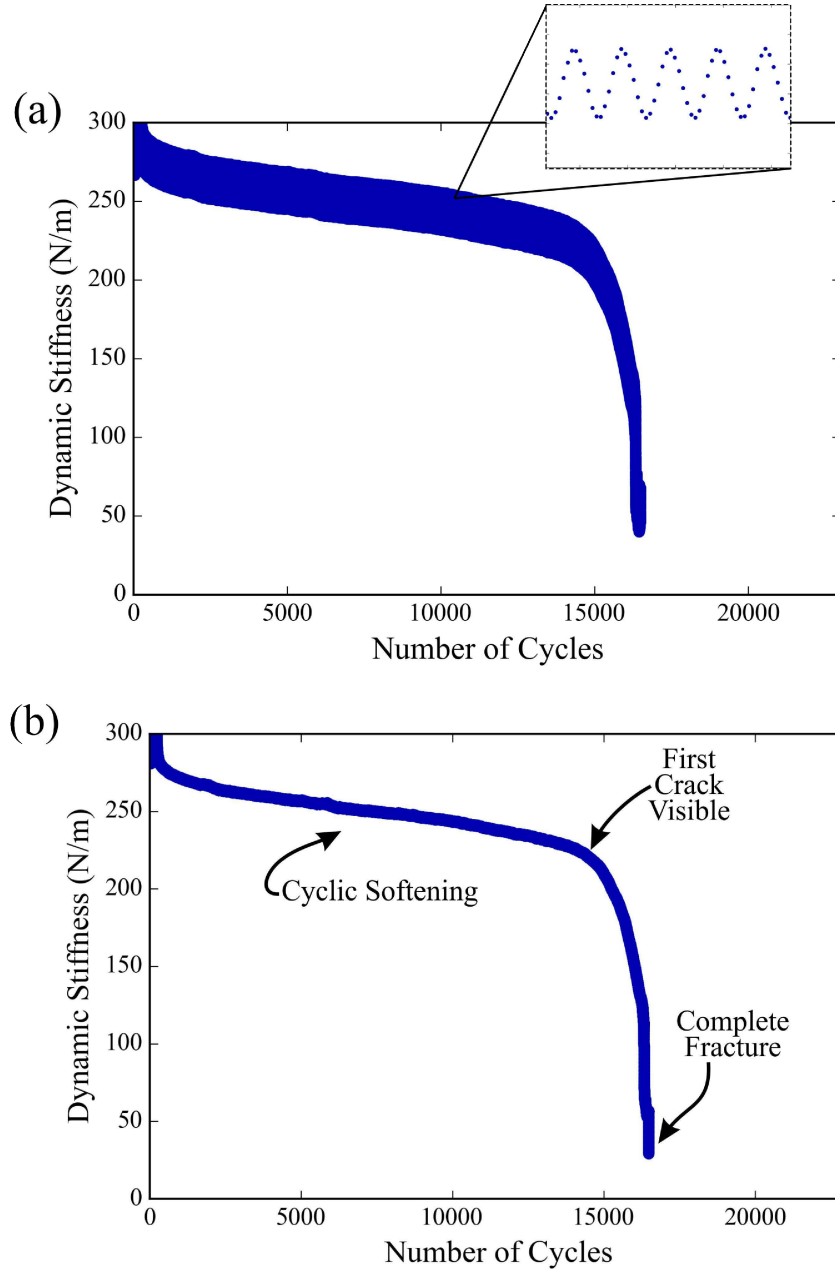 (a)
300
250
200
150
100
50
0
Dynamic Stiffness (N/m)
0 5000 10000 15000 20000
Number of Cycles
(b)
300
250
200
150
100
50
0
Dynamic Stiffness (N/m)
First
Crack
Visible
Cyclic Softening
Complete
Fracture
0 5000 10000 15000 20000
Number of Cycles